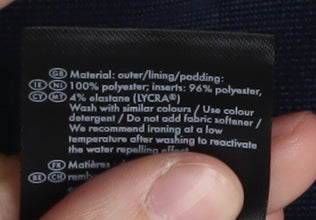 GB Material: outer/lining/padding:
IE NI 100% polyester; inserts: 96% polyester,
CY MT 4% elastane (LYCRA®)
Wash with similar colours / Use colour
detergent / Do not add fabric softener /
We recommend ironing at a low
temperature after washing to reactivate
the water repelling effect
FR Matières :
BE CH